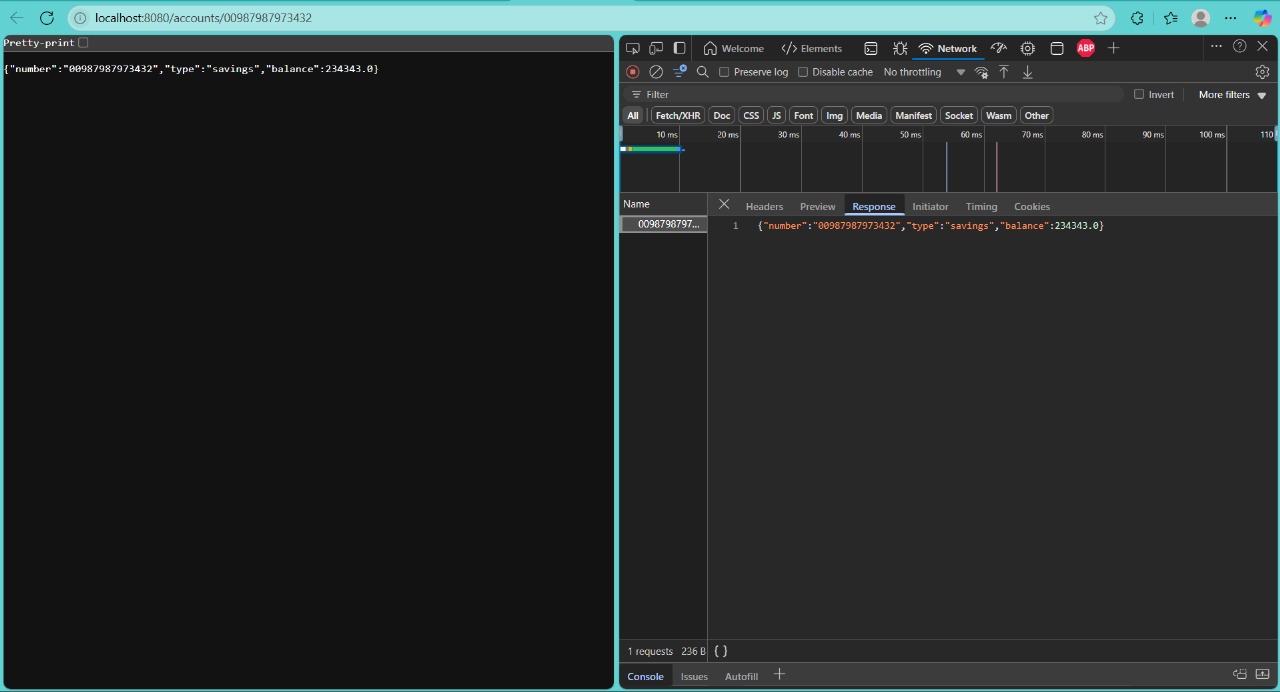 localhost:8080/accounts/00987987973432
Pretty-print
{"number":"00987987973432","type":"savings","balance":234343.0}
Welcome
</> Elements
Network
ABP
Preserve log
Disable cache
No throttling
Filter
Invert
More filters
All
Fetch/XHR
Doc
CSS
JS
Font
Img
Media
Manifest
Socket
Wasm
Other
10 ms
20 ms
30 ms
40 ms
50 ms
60 ms
70 ms
80 ms
90 ms
100 ms
110
Name
Headers
Preview
Response
Initiator
Timing
Cookies
0098798797...
1
{"number":"00987987973432","type":"savings","balance":234343.0}
1 requests
236 B
{ }
Console
Issues
Autofill